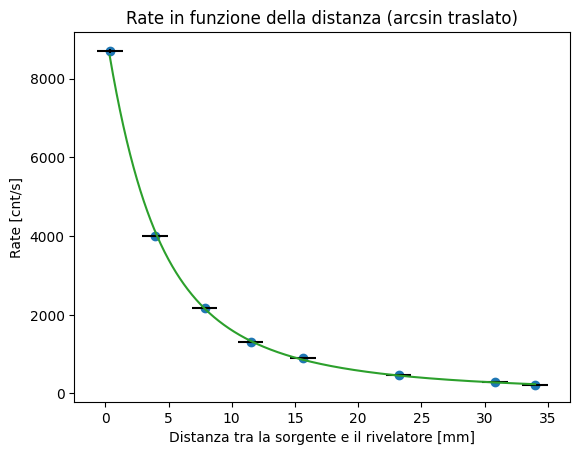 Rate in funzione della distanza (arcsin traslato)
Rate [cnt/s]
8000
6000
4000
2000
0
0 5 10 15 20 25 30 35
Distanza tra la sorgente e il rivelatore [mm]